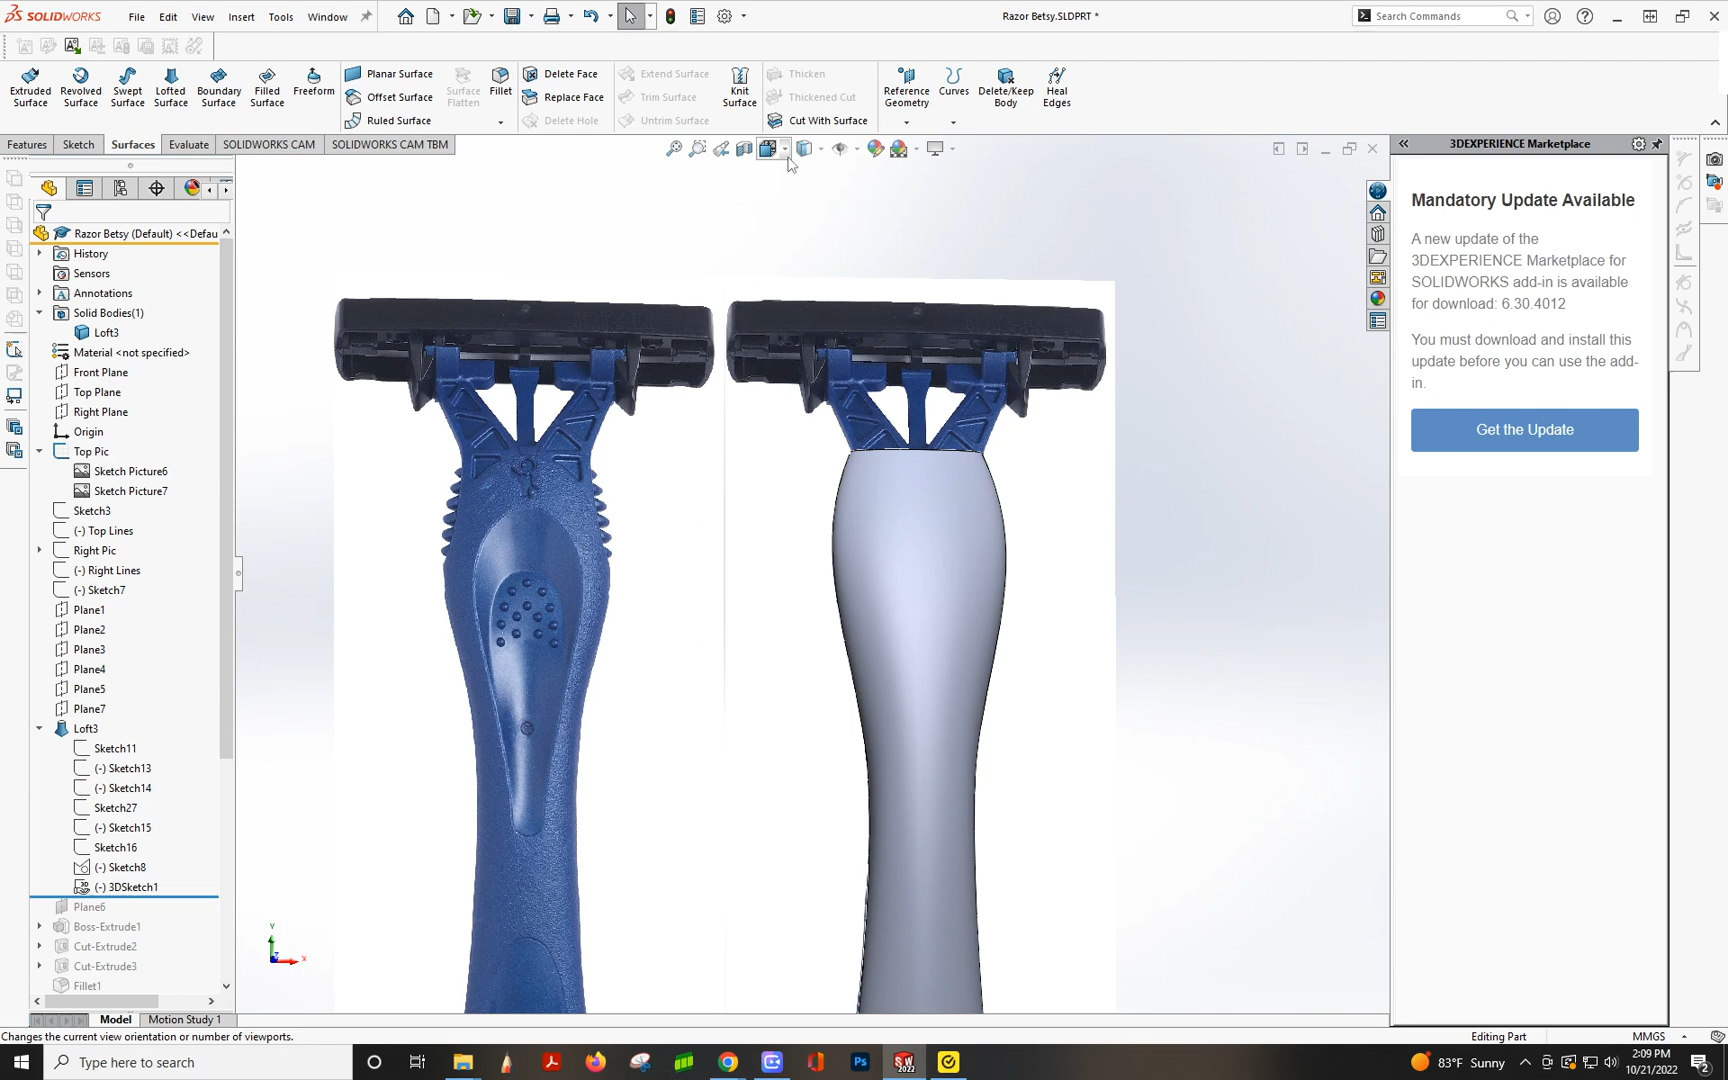 SOLIDWORKS File Edit View Insert Tools Window Razor Betsy.SLDPRT * Search Commands
Extruded Surface
Revolved Surface
Swept Surface
Lofted Surface
Boundary Surface
Filled Surface
Freeform
Planar Surface
Offset Surface
Ruled Surface
Surface Flatten
Fillet
Delete Face
Replace Face
Delete Hole
Extend Surface
Trim Surface
Untrim Surface
Knit Surface
Thicken
Thickened Cut
Cut With Surface
Reference Geometry
Curves
Delete/Keep Body
Heal Edges
Features Sketch Surfaces Evaluate SOLIDWORKS CAM SOLIDWORKS CAM TBM
Razor Betsy (Default) <<Defau
History
Sensors
Annotations
Solid Bodies(1)
Loft3
Material <not specified>
Front Plane
Top Plane
Right Plane
Origin
Top Pic
Sketch Picture6
Sketch Picture7
Sketch3
(-) Top Lines
Right Pic
(-) Right Lines
(-) Sketch7
Plane1
Plane2
Plane3
Plane4
Plane5
Plane7
Loft3
Sketch11
(-) Sketch13
(-) Sketch14
Sketch27
(-) Sketch15
Sketch16
(-) Sketch8
(-) 3DSketch1
Plane6
Boss-Extrude1
Cut-Extrude2
Cut-Extrude3
Fillet1
Y
X
3DEXPERIENCE Marketplace
Mandatory Update Available
A new update of the
3DEXPERIENCE Marketplace for
SOLIDWORKS add-in is available
for download: 6.30.4012
You must download and install this
update before you can use the add-
in.
Get the Update
Model Motion Study 1
Changes the current view orientation or number of viewports. Editing Part MMGS
Type here to search
Ps
SW
2022
83°F Sunny
2:09 PM
10/21/2022
2